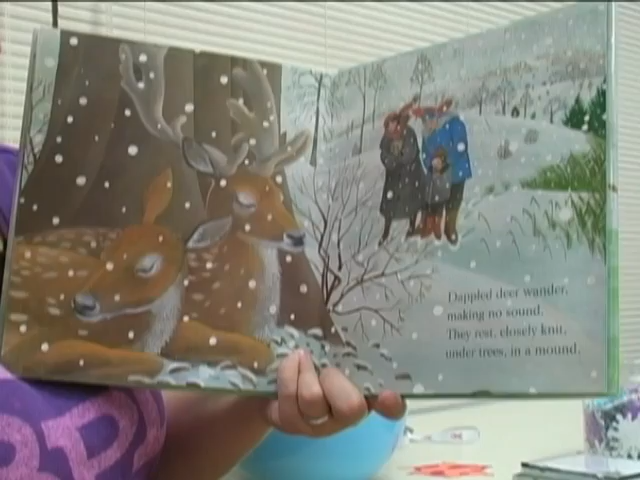 Dappled deer wander,
making no sound.
They rest, closely knit,
under trees, in a mound.